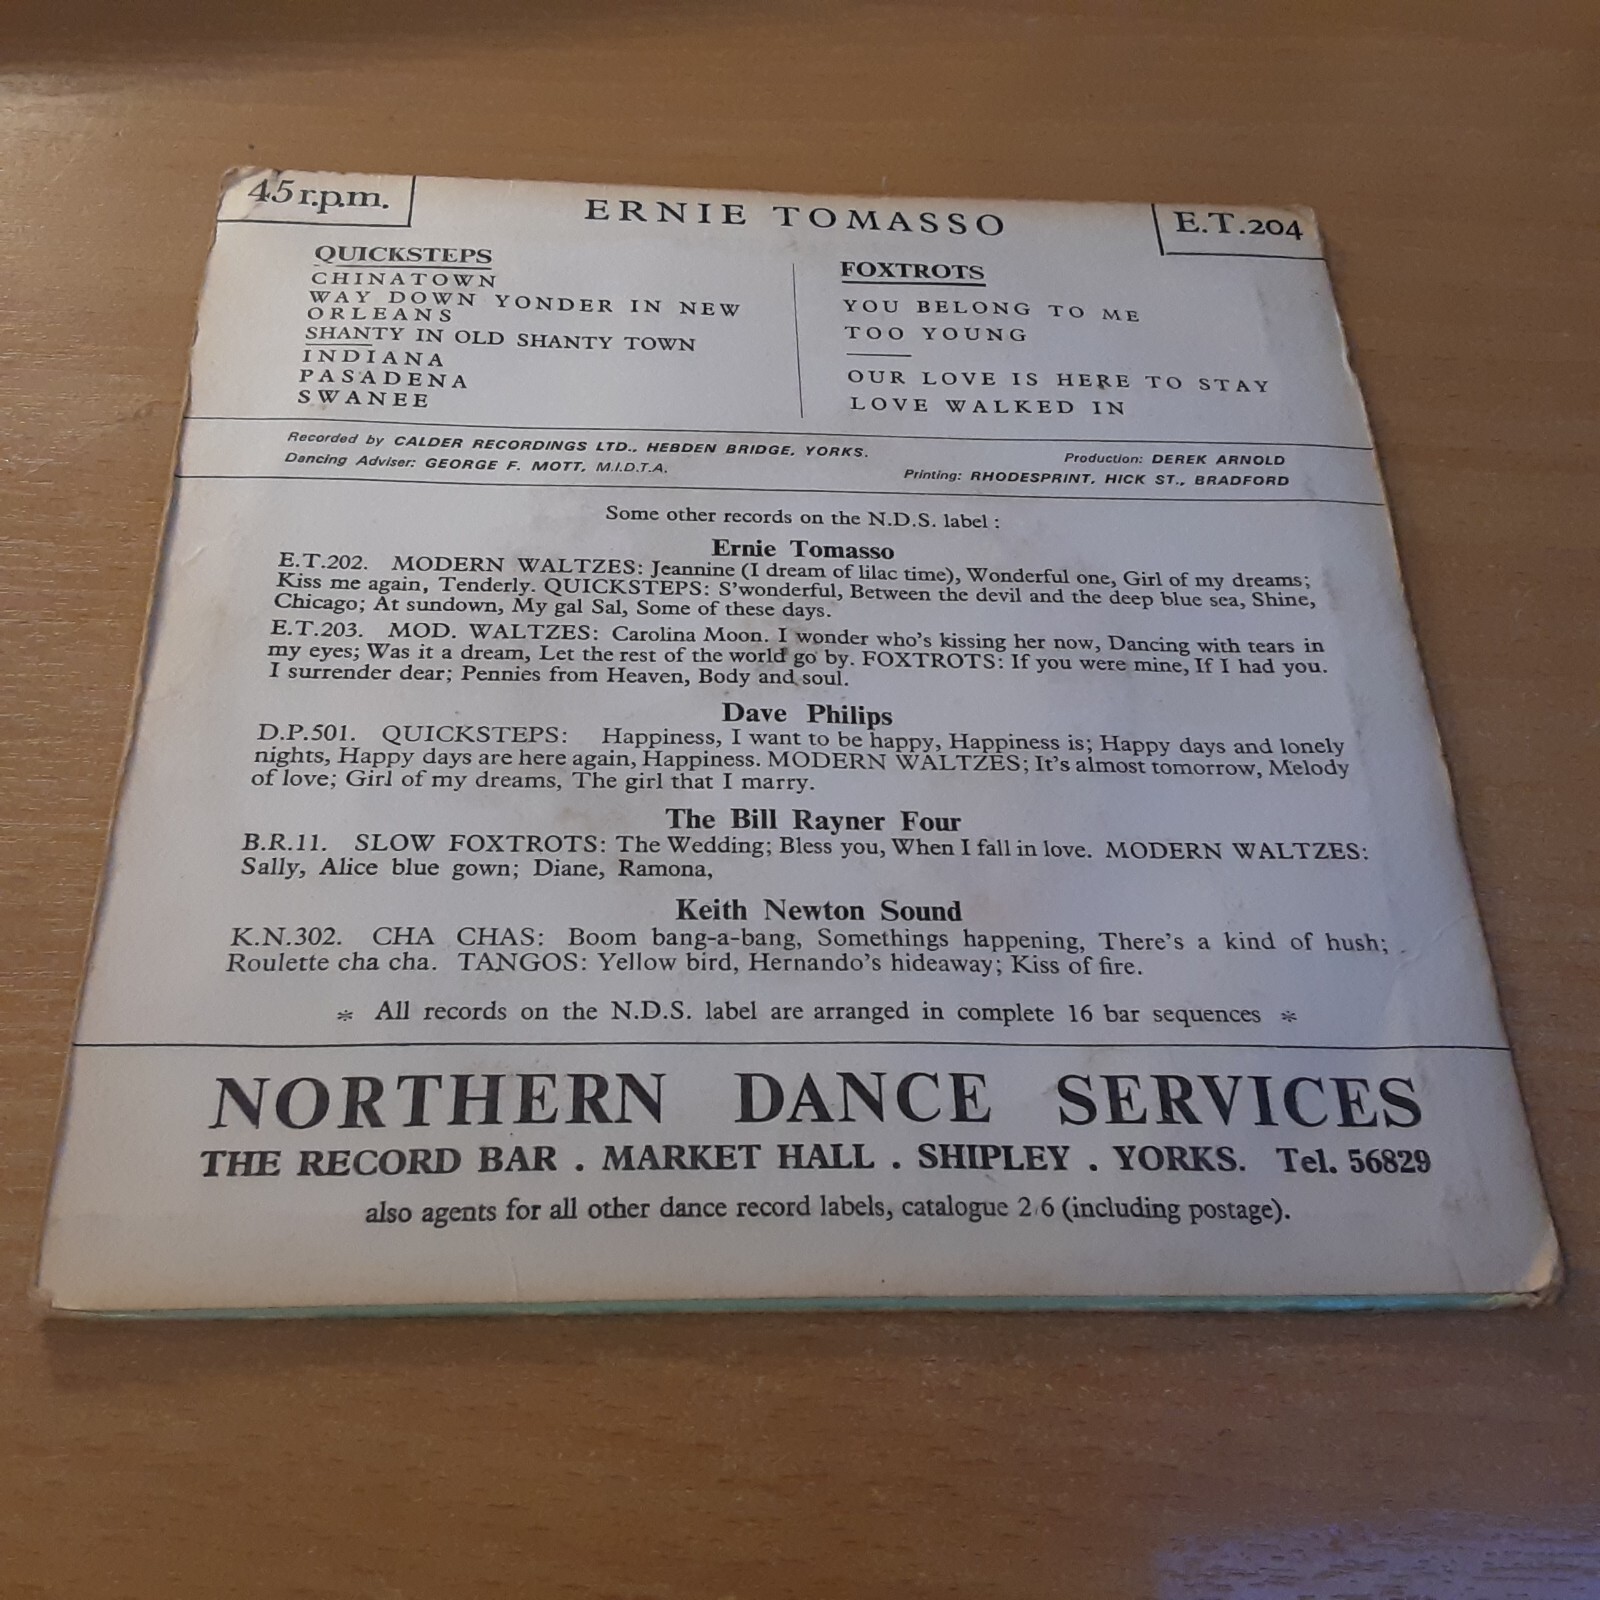 45 r.p.m.
ERNIE TOMASSO
E.T.204
QUICKSTEPS
CHINATOWN
WAY DOWN YONDER IN NEW
ORLEANS
SHANTY IN OLD SHANTY TOWN
INDIANA
PASADENA
SWANEE
FOXTROTS
YOU BELONG TO ME
TOO YOUNG
OUR LOVE IS HERE TO STAY
LOVE WALKED IN
Recorded by CALDER RECORDINGS LTD., HEBDEN BRIDGE, YORKS.
Dancing Adviser: GEORGE F. MOTT, M.I.D.T.A.
Production: DEREK ARNOLD
Printing: RHODESPRINT, HICK ST., BRADFORD
Some other records on the N.D.S. label :
Ernie Tomasso
E.T.202. MODERN WALTZES: Jeannine (I dream of lilac time), Wonderful one, Girl of my dreams;
Kiss me again, Tenderly. QUICKSTEPS: S'wonderful, Between the devil and the deep blue sea, Shine,
Chicago; At sundown, My gal Sal, Some of these days.
E.T.203. MOD. WALTZES: Carolina Moon. I wonder who's kissing her now, Dancing with tears in
my eyes; Was it a dream, Let the rest of the world go by. FOXTROTS: If you were mine, If I had you.
I surrender dear; Pennies from Heaven, Body and soul.
Dave Philips
D.P.501. QUICKSTEPS: Happiness, I want to be happy, Happiness is; Happy days and lonely
nights, Happy days are here again, Happiness. MODERN WALTZES; It's almost tomorrow, Melody
of love; Girl of my dreams, The girl that I marry.
The Bill Rayner Four
B.R.11. SLOW FOXTROTS: The Wedding; Bless you, When I fall in love. MODERN WALTZES:
Sally, Alice blue gown; Diane, Ramona,
Keith Newton Sound
K.N.302. CHA CHAS: Boom bang-a-bang, Somethings happening, There's a kind of hush;
Roulette cha cha. TANGOS: Yellow bird, Hernando's hideaway; Kiss of fire.
* All records on the N.D.S. label are arranged in complete 16 bar sequences *
NORTHERN DANCE SERVICES
THE RECORD BAR . MARKET HALL . SHIPLEY . YORKS. Tel. 56829
also agents for all other dance record labels, catalogue 2/6 (including postage).